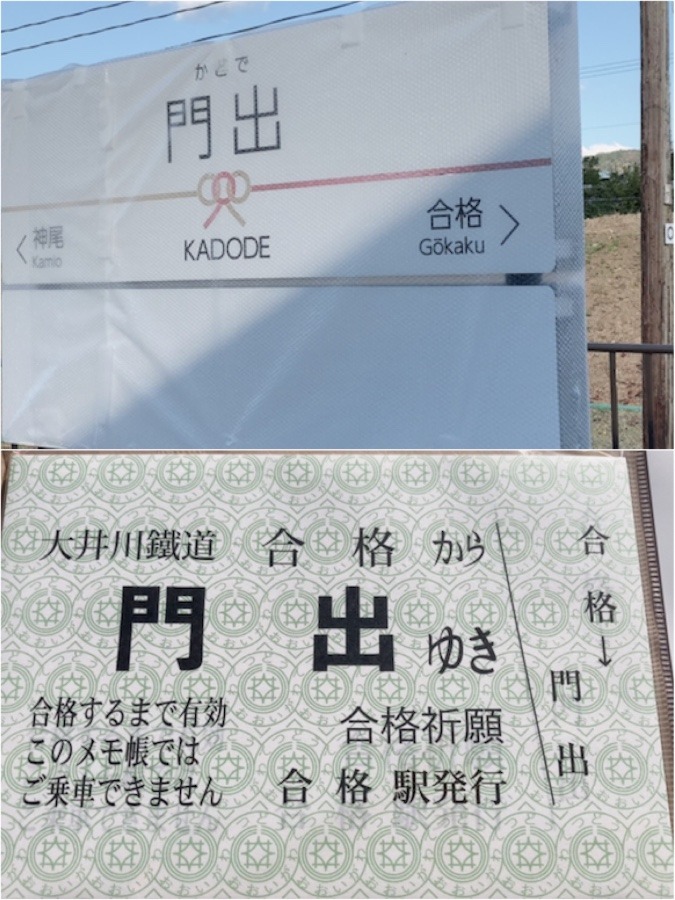 かどで
門出
神尾
Kamio
KADODE
合格
Gōkaku
大井川鐵道 合格から
門出ゆき
合格するまで有効
このメモ帳では
ご乗車できません
合格祈願
合格駅発行
合格→
門出